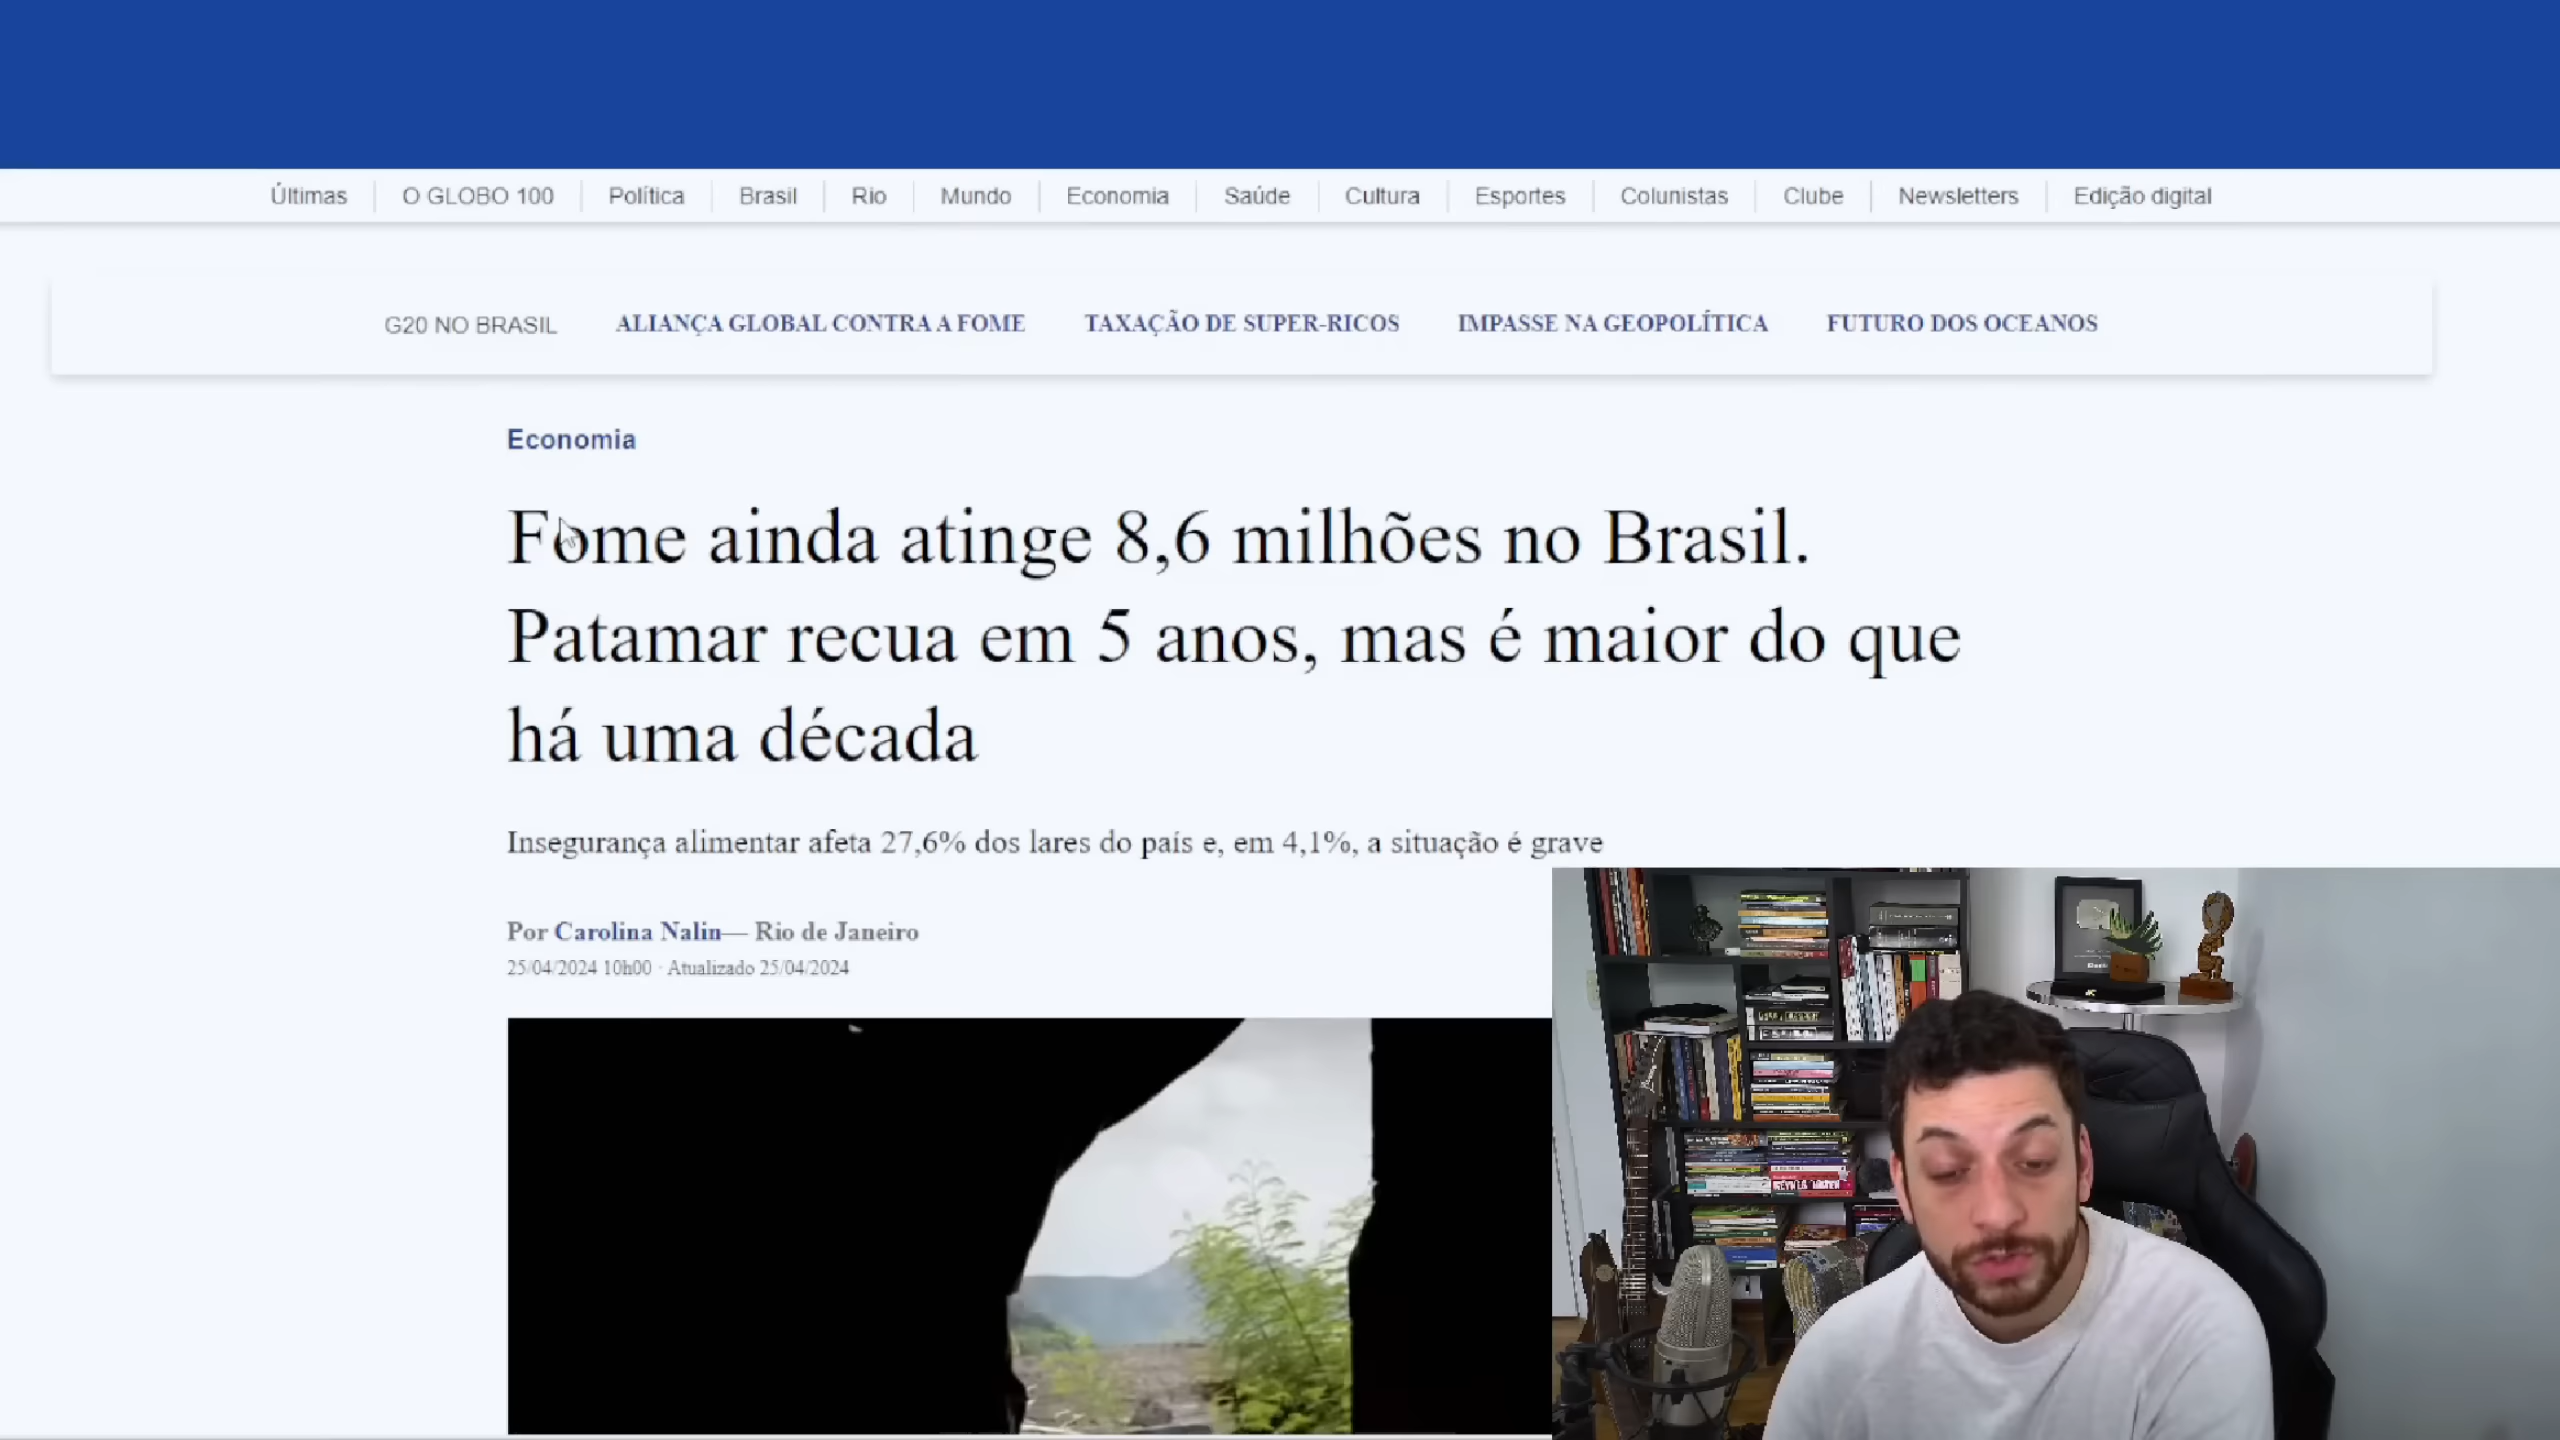 Últimas O GLOBO 100 Política Brasil Rio Mundo Economia Saúde Cultura Esportes Colunistas Clube Newsletters Edição digital
G20 NO BRASIL ALIANÇA GLOBAL CONTRA A FOME TAXAÇÃO DE SUPER-RICOS IMPASSE NA GEOPOLÍTICA FUTURO DOS OCEANOS
Economia
Fome ainda atinge 8,6 milhões no Brasil.
Patamar recua em 5 anos, mas é maior do que
há uma década
Insegurança alimentar afeta 27,6% dos lares do país e, em 4,1%, a situação é grave
Por Carolina Nalin— Rio de Janeiro
25/04/2024 10h00 · Atualizado 25/04/2024